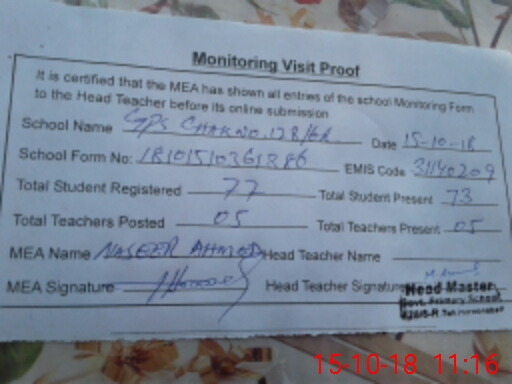 Monitoring Visit Proof
It is certified that the MEA has shown all entries of the school Monitoring Form
to the Head Teacher before its online submission
School Name GPS CHAK NO. 128/6R Date 15-10-18
School Form No: EMIS Code 31140209
Total Student Registered 77 Total Student Present 73
Total Teachers Posted 05 Total Teachers Present 05
MEA Name NASEER AHMED Head Teacher Name
MEA Signature Head Teacher Signature
Head Master
Govt. Primary School
15-10-18 11:16